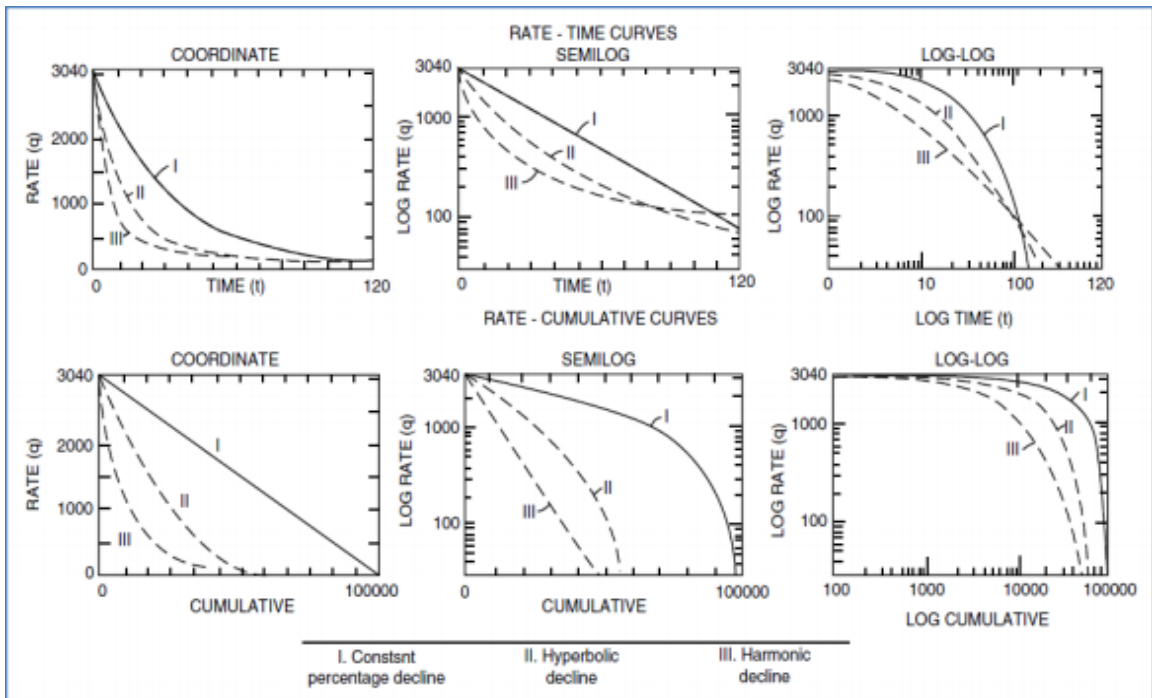 RATE - TIME CURVES
COORDINATE
SEMILOG
LOG-LOG
3040
2000
1000
0
RATE (q)
I
II
III
0
TIME (t)
120
3040
1000
100
LOG RATE (q)
I
II
III
0
TIME (t)
120
3040
1000
100
LOG RATE (q)
I
II
III
10
100
120
LOG TIME (t)
RATE - CUMULATIVE CURVES
COORDINATE
SEMILOG
LOG-LOG
3040
2000
1000
0
RATE (q)
I
II
III
0
100000
CUMULATIVE
3040
1000
100
LOG RATE (q)
I
II
III
0
100000
CUMULATIVE
3040
1000
100
LOG RATE (q)
I
II
III
100
1000
10000
100000
LOG CUMULATIVE
I. Constsnt
percentage decline
II. Hyperbolic
decline
III. Harmonic
decline